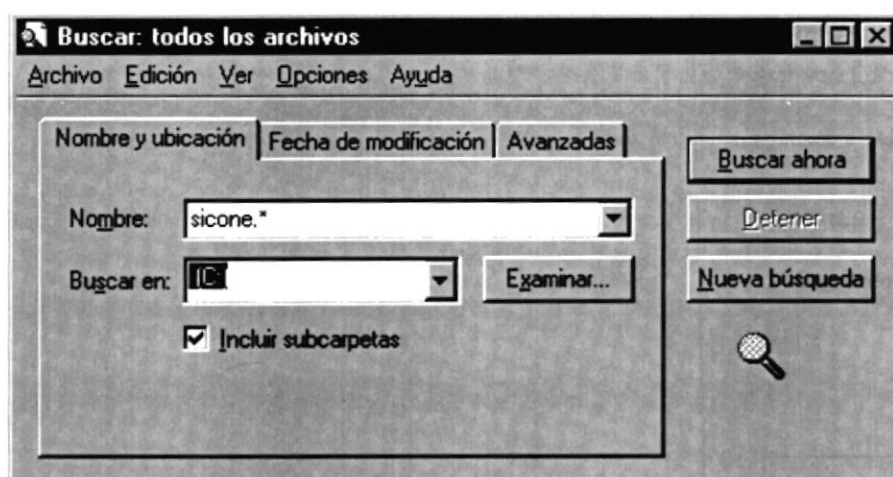 Buscar: todos los archivos
Archivo Edición Ver Opciones Ayuda
Nombre y ubicación Fecha de modificación Avanzadas
Buscar ahora
Nombre: sicone.*
Detener
Buscar en: Examinar...
Nueva búsqueda
Incluir subcarpetas